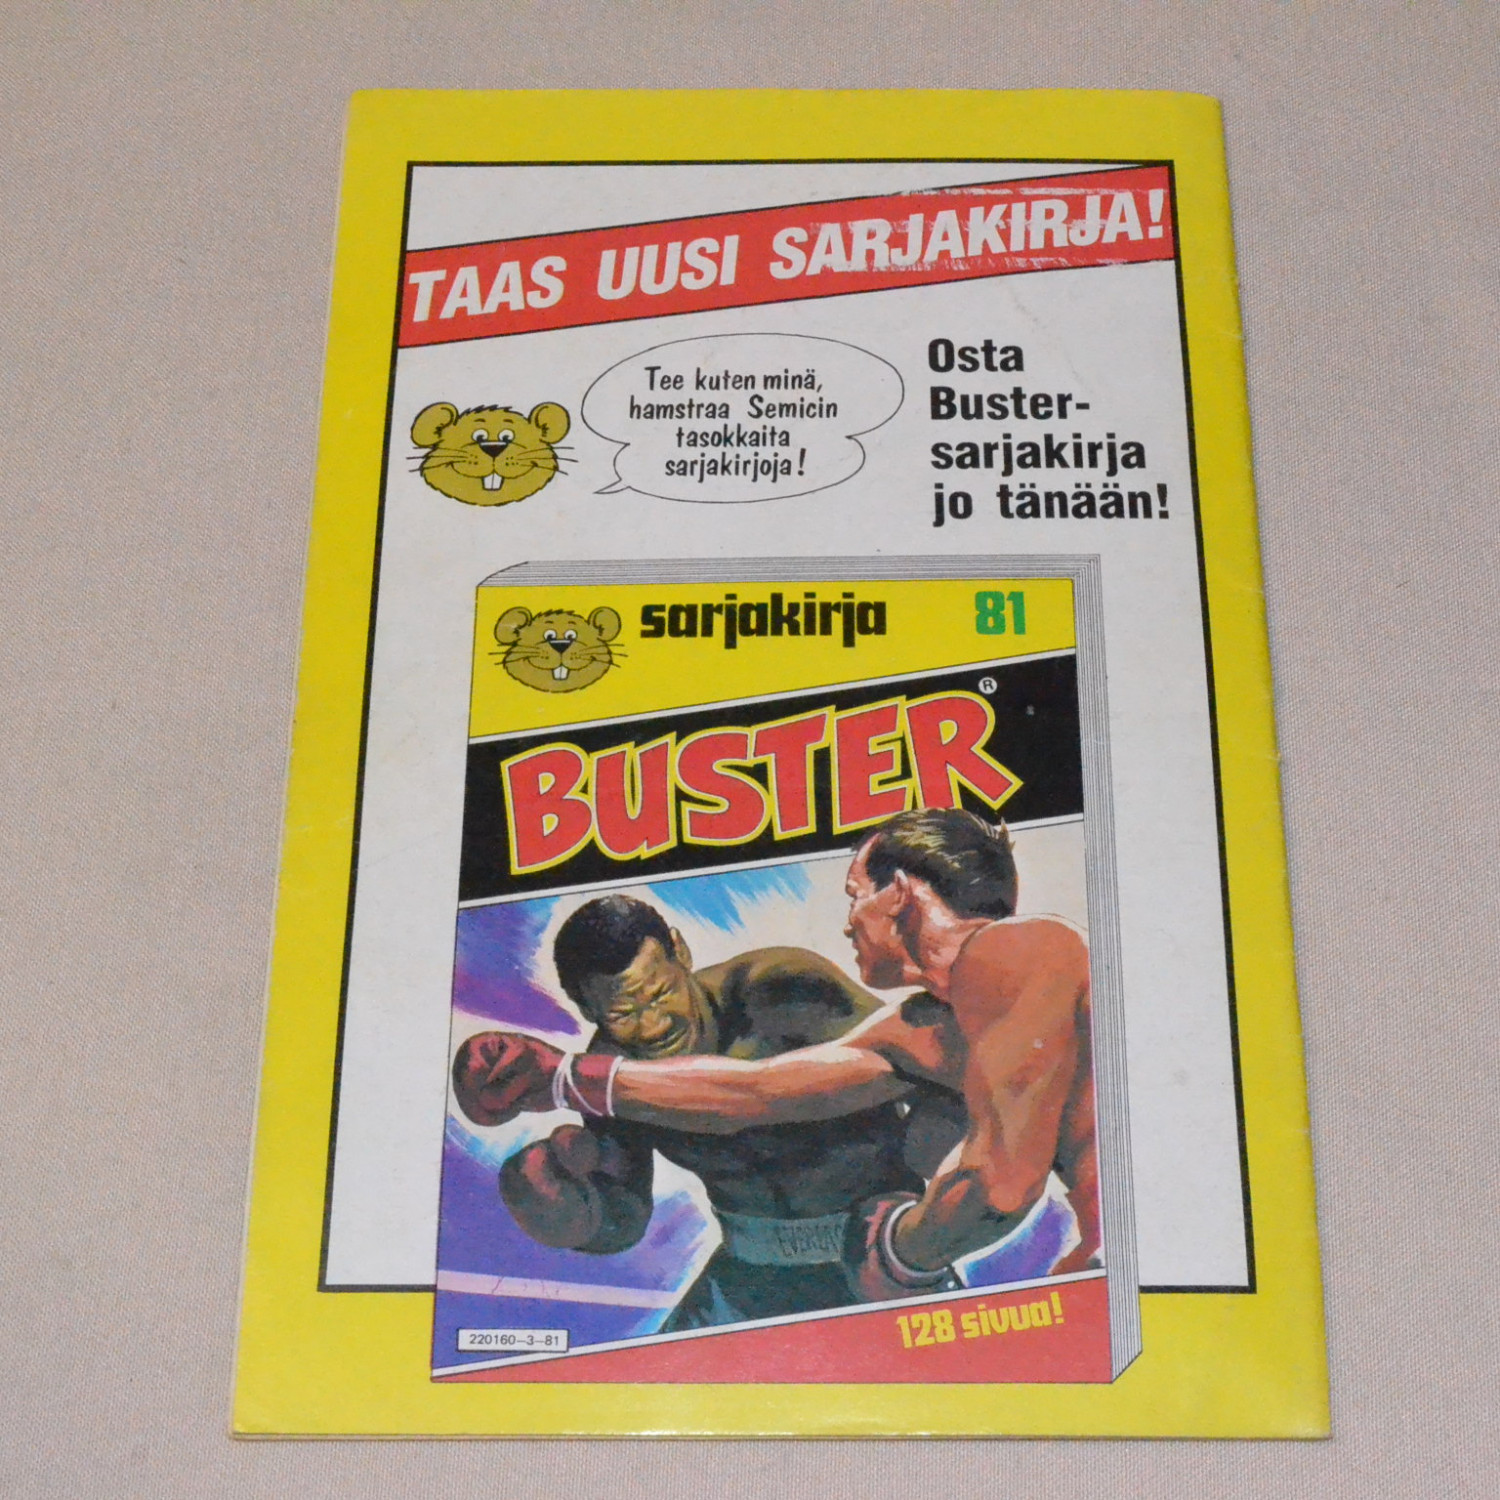 TAAS UUSI SARJAKIRJA!
Tee kuten minä,
hamstraa Semicin
tasokkaita
sarjakirjoja!
Osta
Buster-
sarjakirja
jo tänään!
sarjakirja 81
BUSTER ®
128 sivua!
220160–3–81